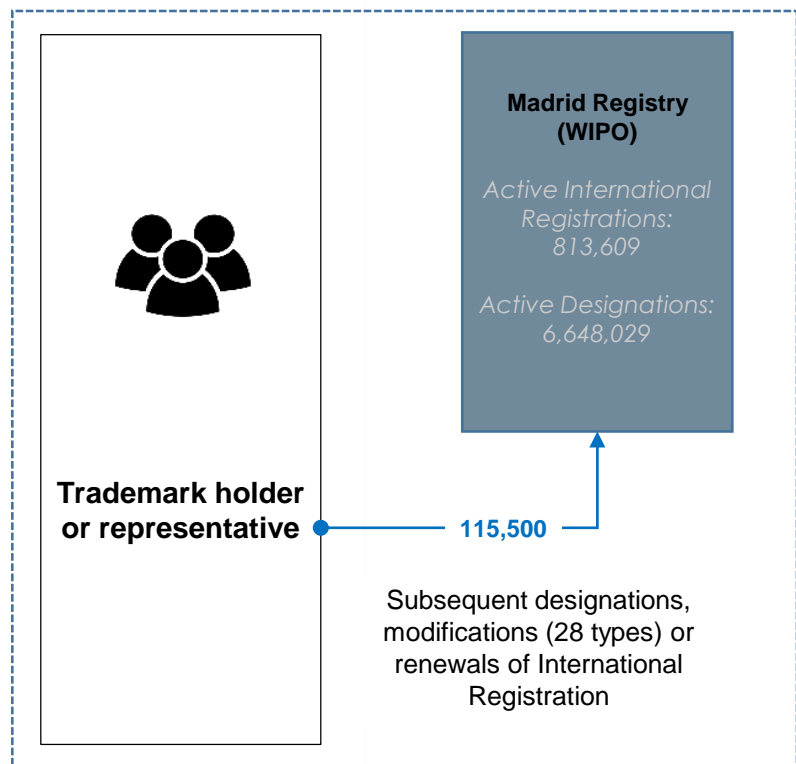 Madrid Registry
(WIPO)
Active International
Registrations:
813,609
Active Designations:
6,648,029
Trademark holder
or representative
115,500
Subsequent designations,
modifications (28 types) or
renewals of International
Registration